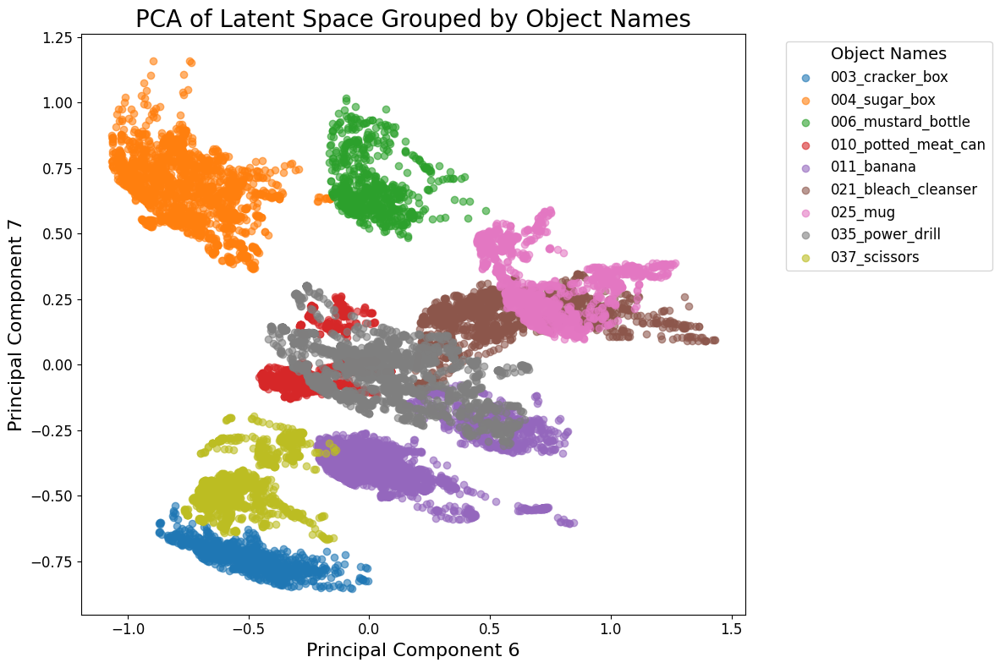 PCA of Latent Space Grouped by Object Names
Principal Component 7
1.25
1.00
0.75
0.50
0.25
0.00
−0.25
−0.50
−0.75
−1.0
−0.5
0.0
0.5
1.0
1.5
Principal Component 6
Object Names
003_cracker_box
004_sugar_box
006_mustard_bottle
010_potted_meat_can
011_banana
021_bleach_cleanser
025_mug
035_power_drill
037_scissors